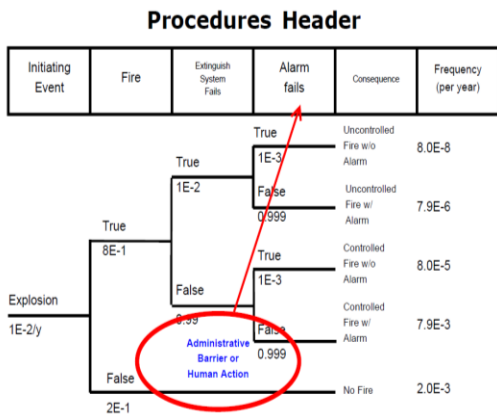 Procedures Header
Initiating
Event
Fire
Extinguish
System
Fails
Alarm
fails
Consequence
Frequency
(per year)
True
1E-3
Uncontrolled
Fire w/o
Alarm
8.0E-8
True
1E-2
False
0.999
Uncontrolled
Fire w/
Alarm
7.9E-6
True
8E-1
True
1E-3
Controlled
Fire w/o
Alarm
8.0E-5
False
0.99
Explosion
1E-2/y
False
0.999
Controlled
Fire w/
Alarm
7.9E-3
Administrative
Barrier or
Human Action
False
2E-1
No Fire
2.0E-3